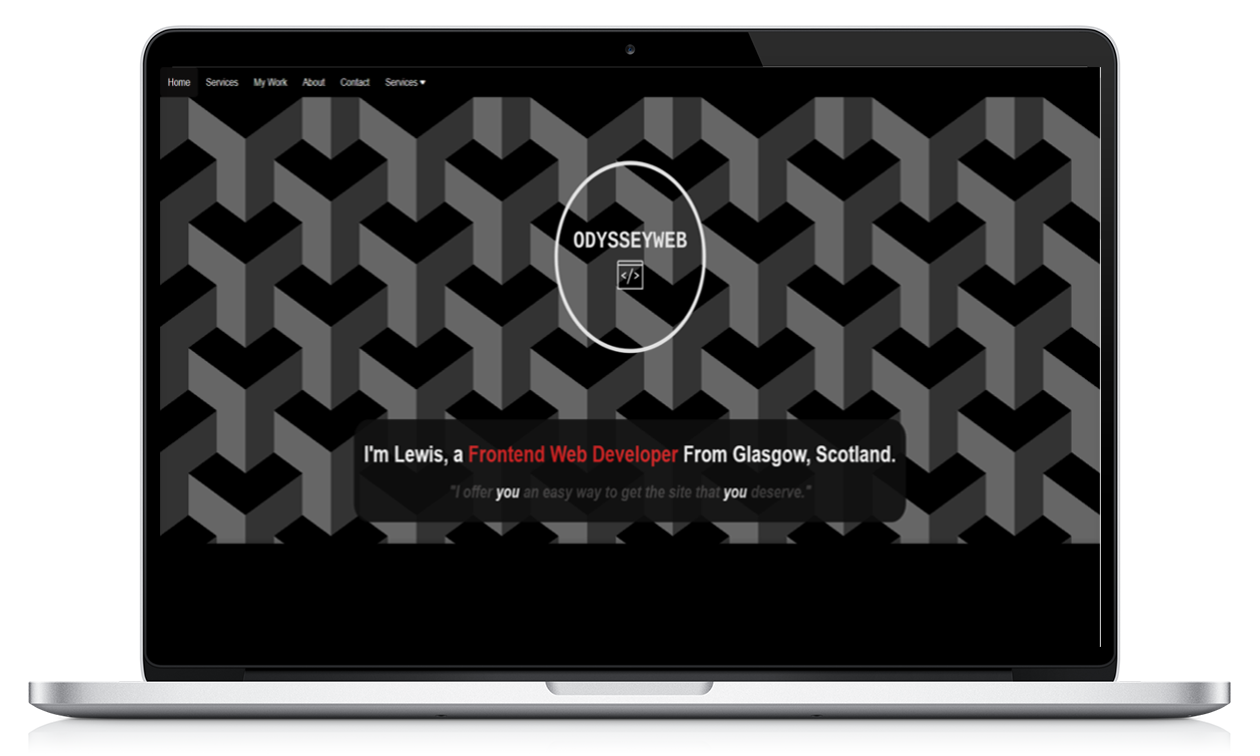 Home Services My Work About Contact Services
ODYSSEYWEB
</>
I'm Lewis, a Frontend Web Developer From Glasgow, Scotland.
"I offer you an easy way to get the site that you deserve."